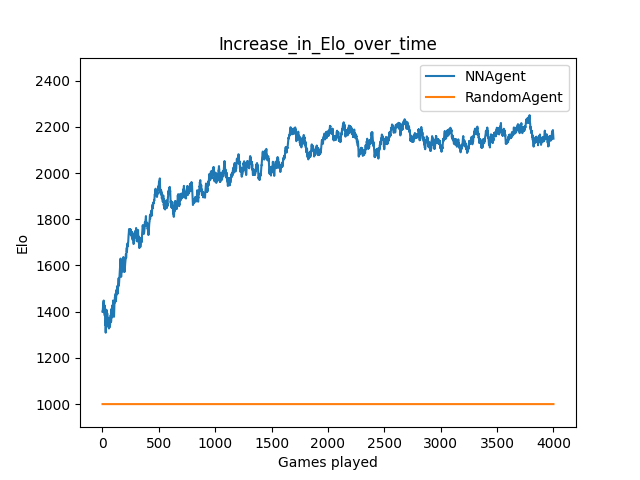 Increase_in_Elo_over_time
NNAgent
RandomAgent
2400
2200
2000
1800
1600
1400
1200
1000
Elo
0 500 1000 1500 2000 2500 3000 3500 4000
Games played